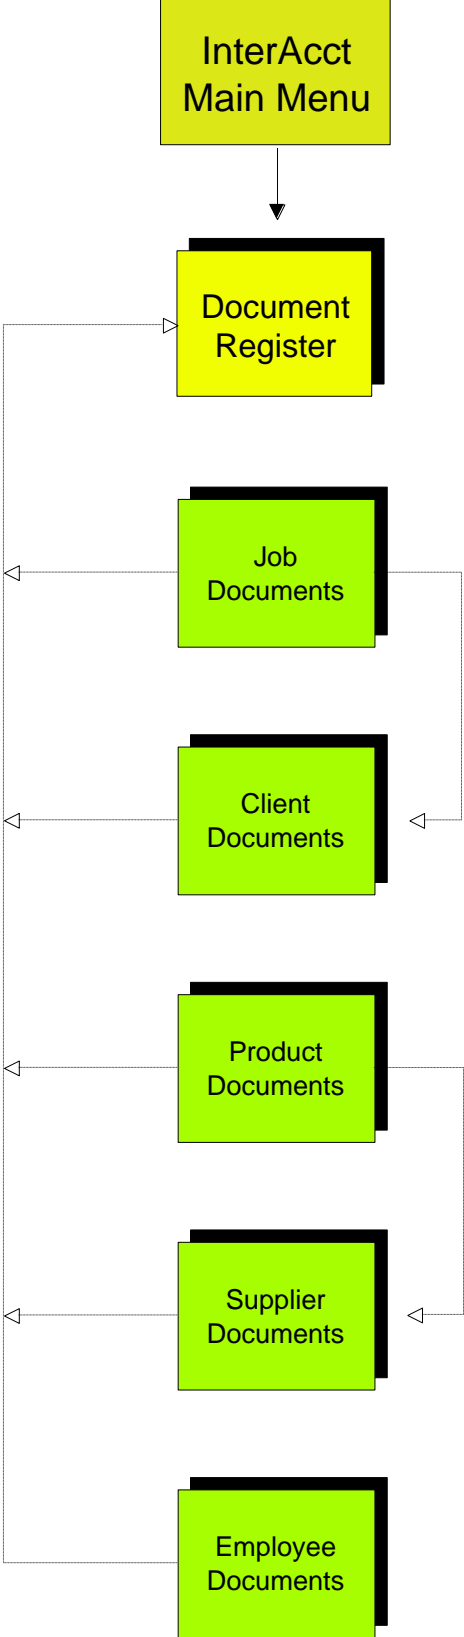 InterAcct
Main Menu
Document
Register
Job
Documents
Client
Documents
Product
Documents
Supplier
Documents
Employee
Documents